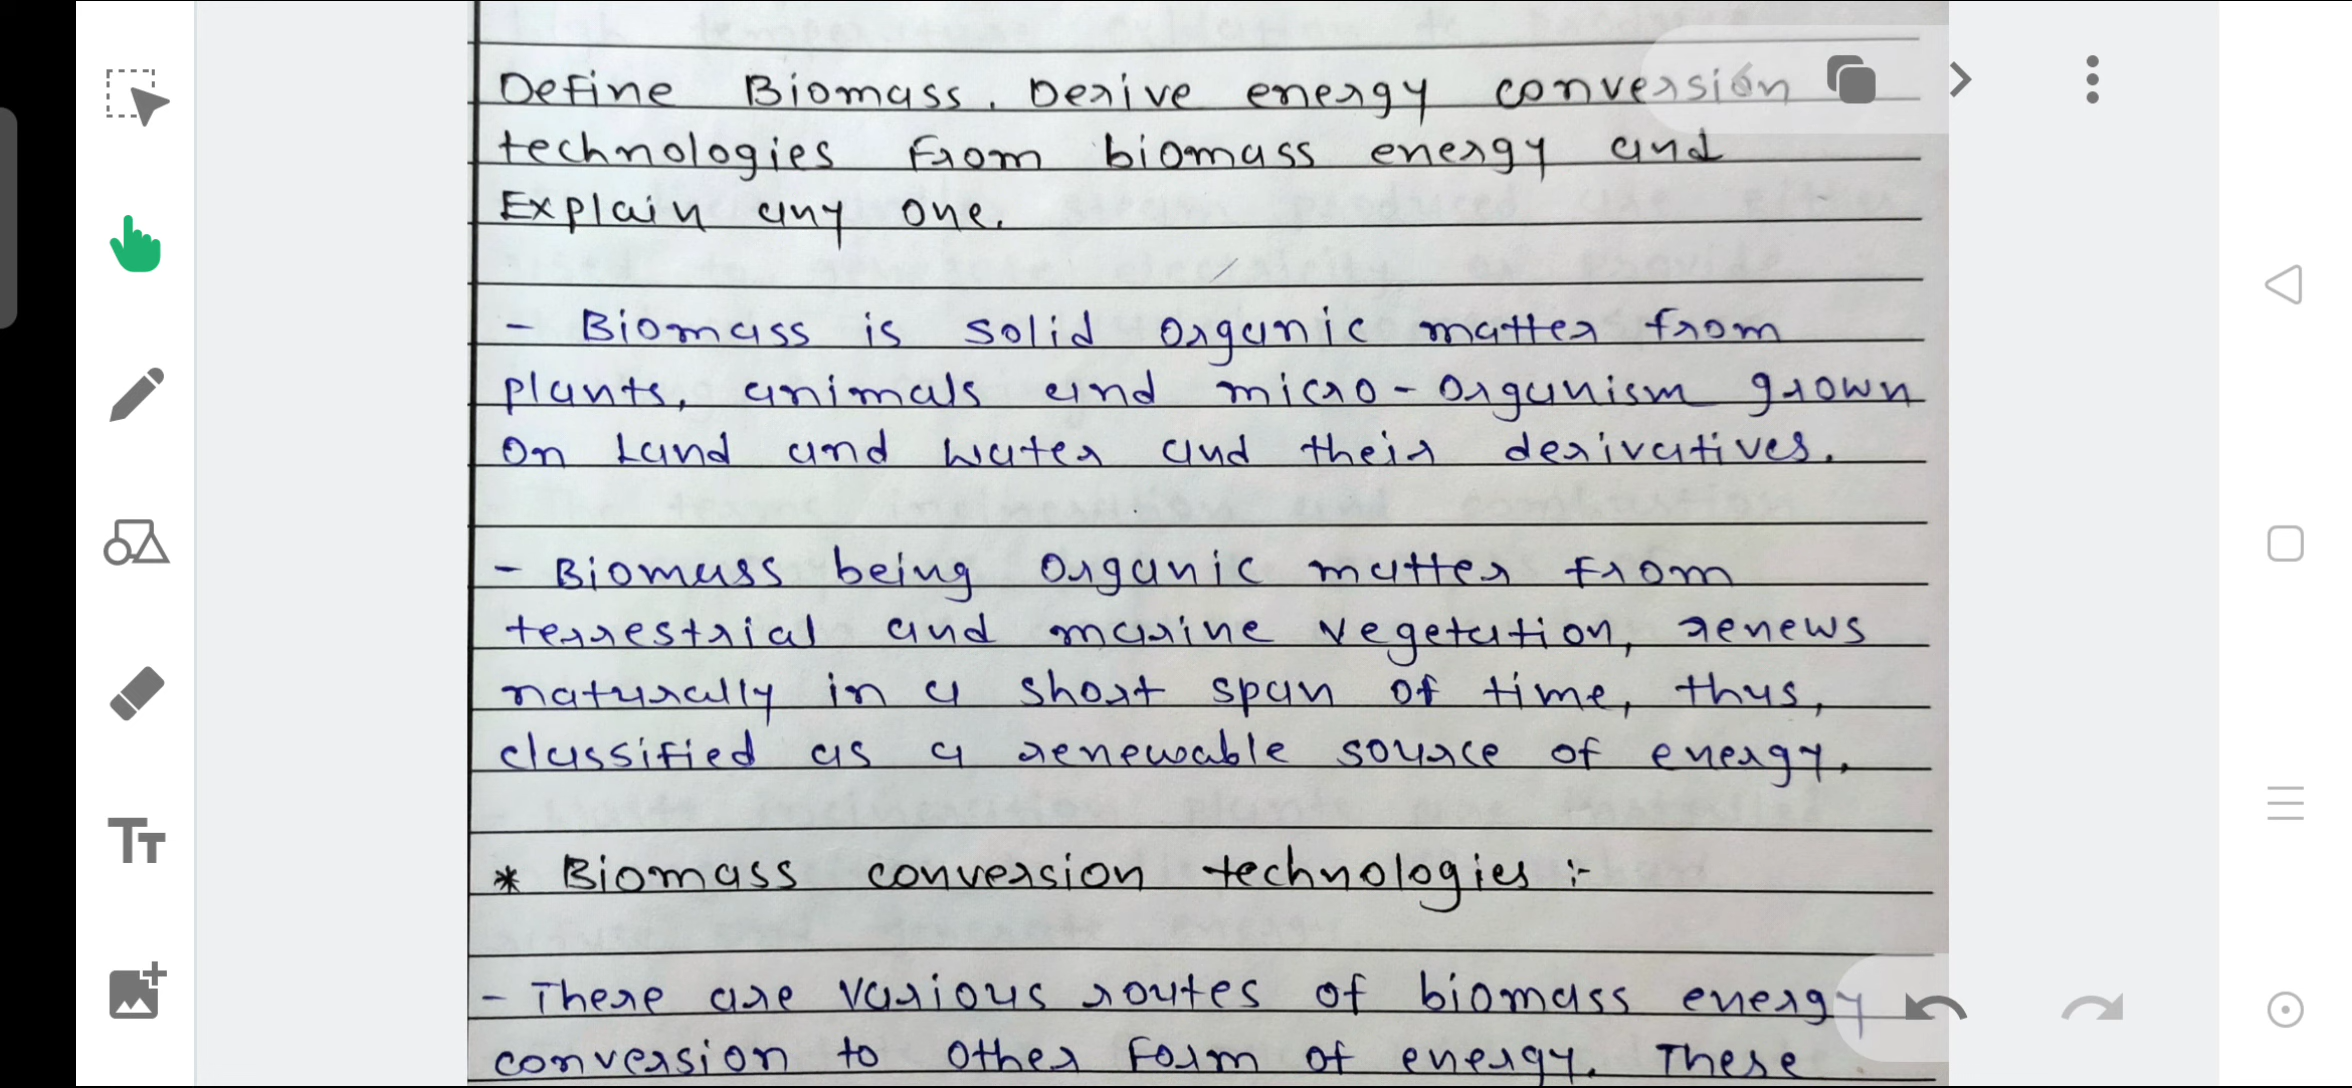 Define Biomass. Derive energy conversion
technologies from biomass energy and
Explain any one.
- Biomass is solid organic matter from
plants, animals and micro-organism grown
on Land and water and their derivatives.
- Biomass being organic matter from
terrestrial and marine vegetation, renews
naturally in a short span of time, thus,
classified as a renewable source of energy.
* Biomass conversion technologies :-
- There are various routes of biomass energy
conversion to other form of energy. These
TT